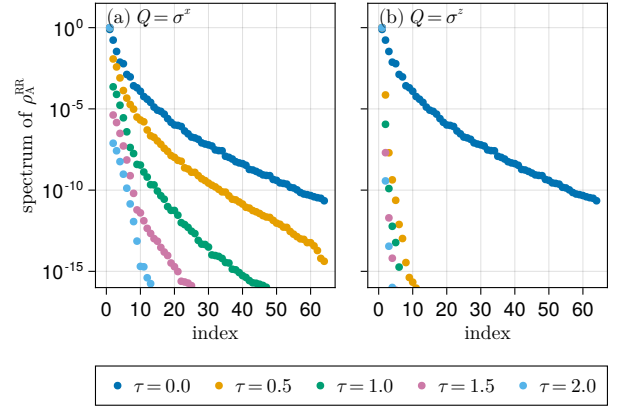 (a) Q = σ^x
(b) Q = σ^z
spectrum of ρ_A^RR
10^0
10^−5
10^−10
10^−15
0 10 20 30 40 50 60
0 10 20 30 40 50 60
index
index
τ = 0.0 τ = 0.5 τ = 1.0 τ = 1.5 τ = 2.0